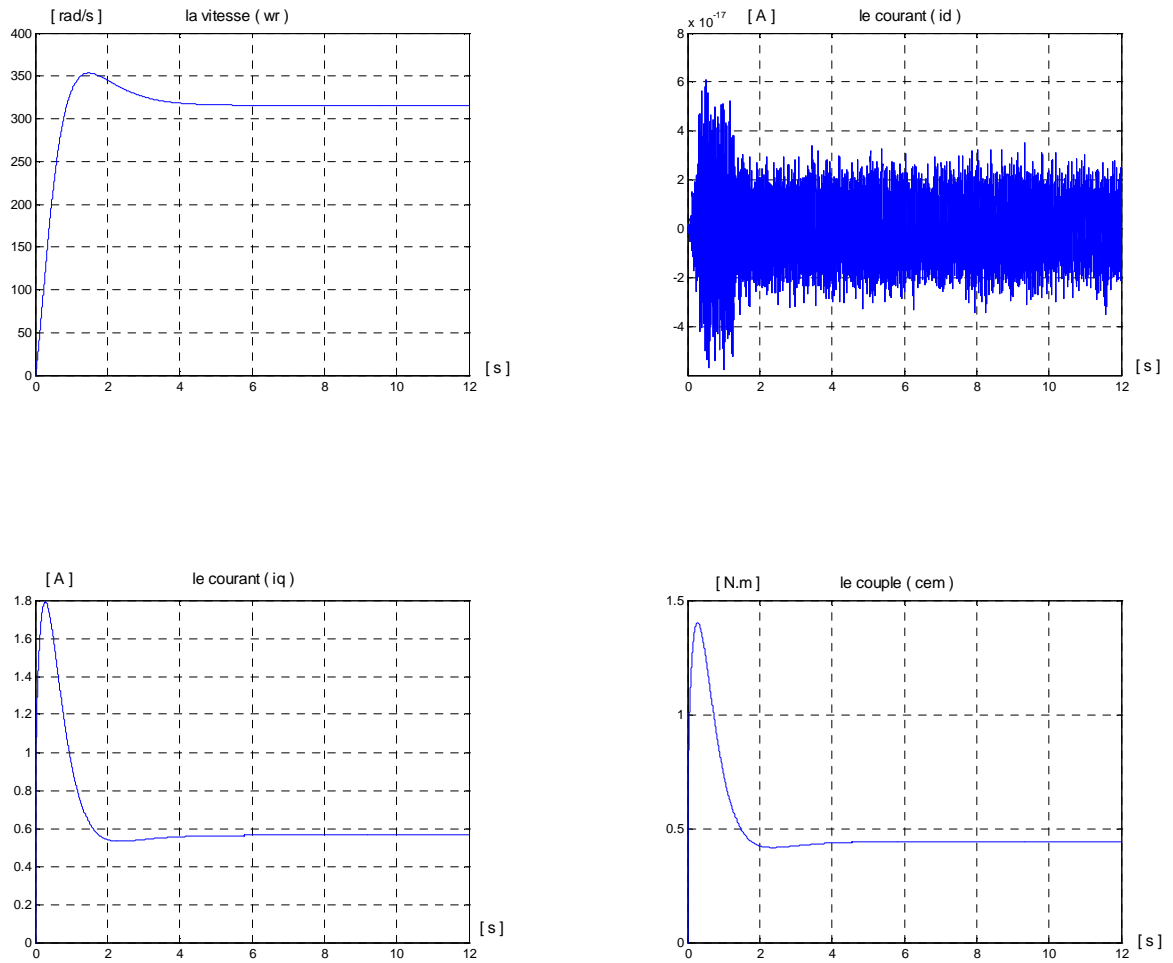 [ rad/s ] la vitesse ( wr )
400
350
300
250
200
150
100
50
0
0 2 4 6 8 10 12
[ s ]
x 10-17 [ A ] le courant ( id )
8
6
4
2
0
-2
-4
0 2 4 6 8 10 12
[ s ]
[ A ] le courant ( iq )
1.8
1.6
1.4
1.2
1
0.8
0.6
0.4
0.2
0
0 2 4 6 8 10 12
[ s ]
[ N.m ] le couple ( cem )
1.5
1
0.5
0
0 2 4 6 8 10 12
[ s ]